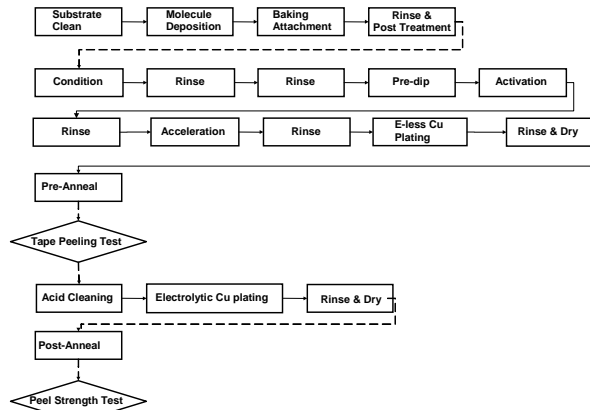 Substrate
Clean
Molecule
Deposition
Baking
Attachment
Rinse &
Post Treatment
Condition
Rinse
Rinse
Pre-dip
Activation
Rinse
Acceleration
Rinse
E-less Cu
Plating
Rinse & Dry
Pre-Anneal
Tape Peeling Test
Acid Cleaning
Electrolytic Cu plating
Rinse & Dry
Post-Anneal
Peel Strength Test